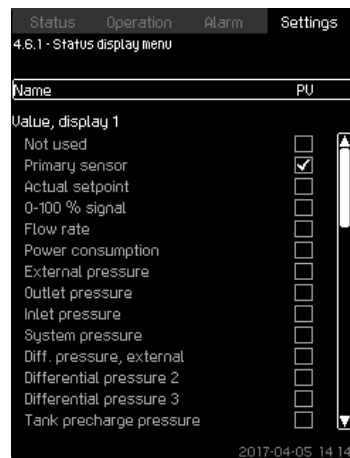 Status Operation Alarm Settings
4.6.1 - Status display menu
Name PV
Value, display 1
Not used
Primary sensor
Actual setpoint
0-100 % signal
Flow rate
Power consumption
External pressure
Outlet pressure
Inlet pressure
System pressure
Diff. pressure, external
Differential pressure 2
Differential pressure 3
Tank precharge pressure
2017-04-05 14 14